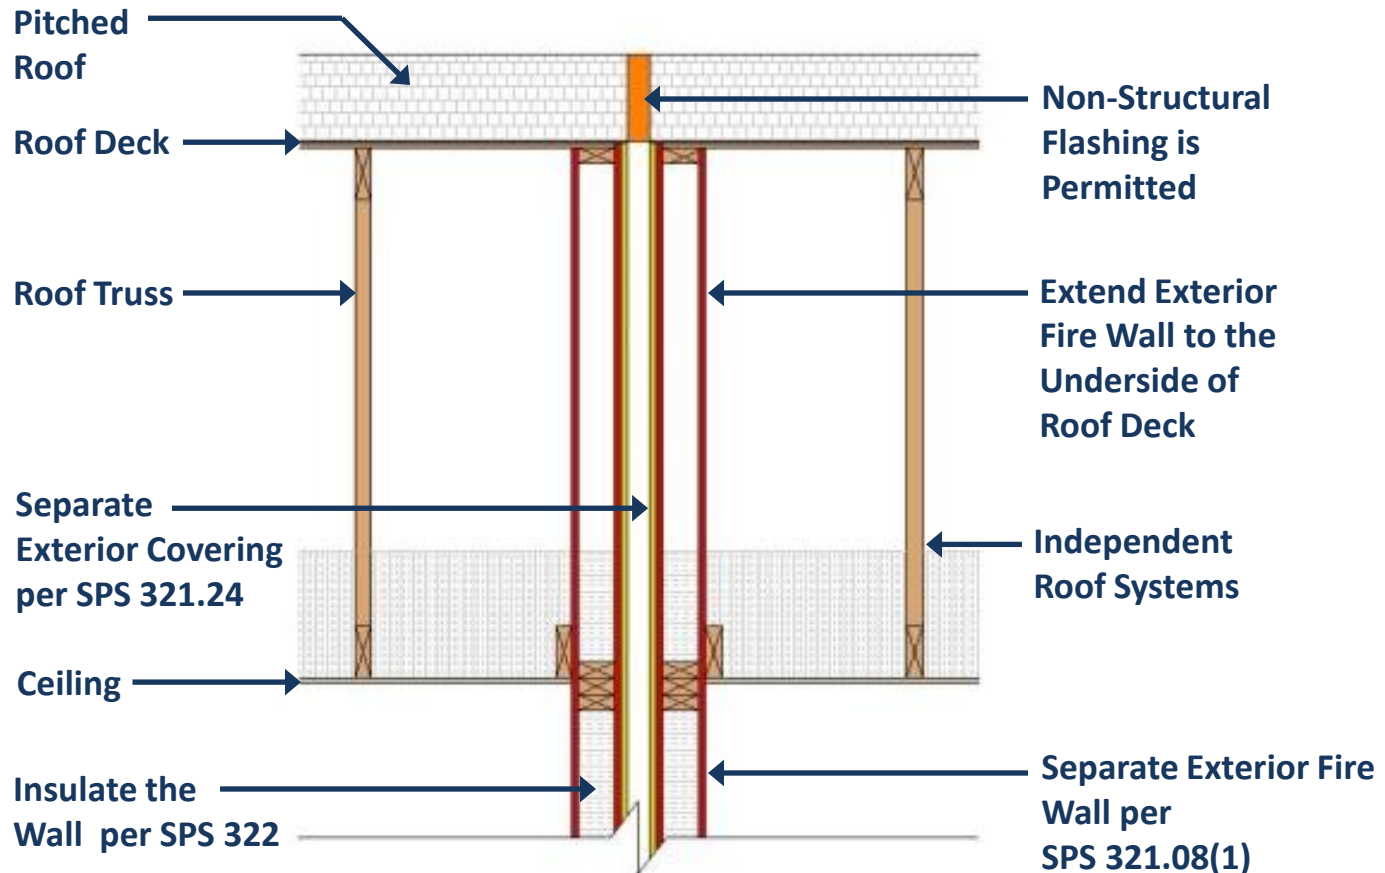 Pitched
Roof
Roof Deck
Roof Truss
Separate
Exterior Covering
per SPS 321.24
Ceiling
Insulate the
Wall per SPS 322
Non-Structural
Flashing is
Permitted
Extend Exterior
Fire Wall to the
Underside of
Roof Deck
Independent
Roof Systems
Separate Exterior Fire
Wall per
SPS 321.08(1)